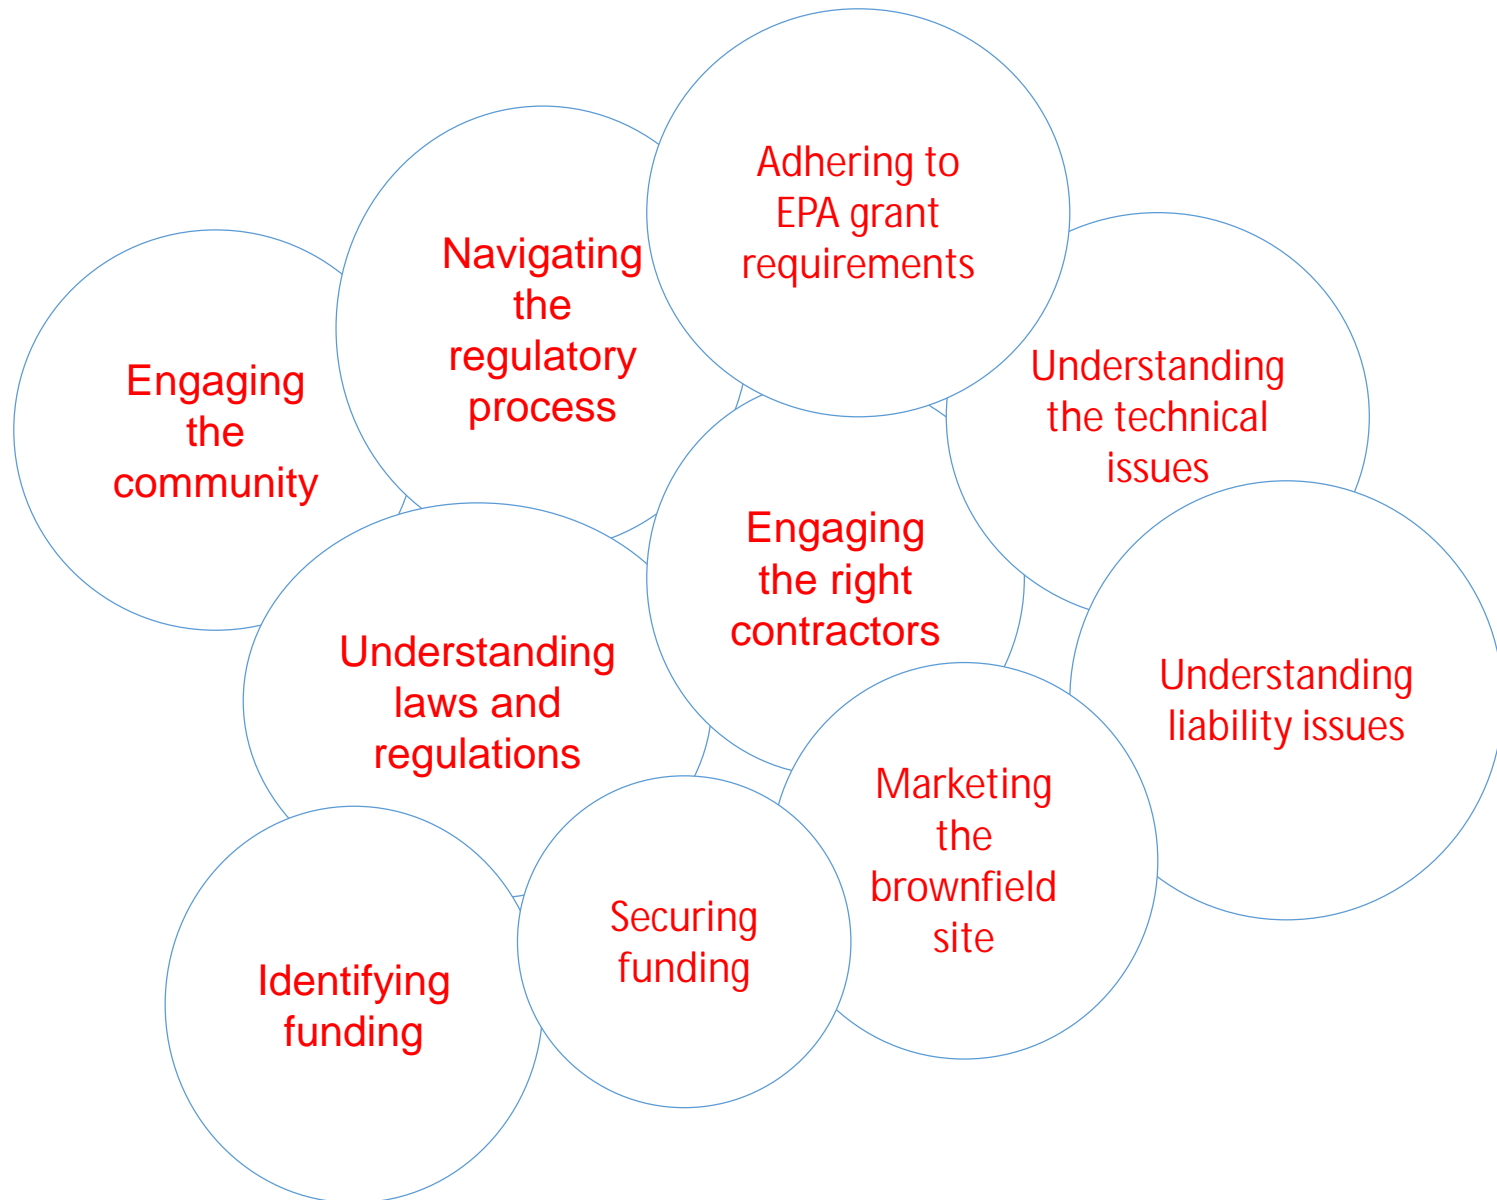 Adhering to
EPA grant
requirements
Navigating
the
regulatory
process
Engaging
the
community
Understanding
the technical
issues
Engaging
the right
contractors
Understanding
laws and
regulations
Understanding
liability issues
Marketing
the
brownfield
site
Securing
funding
Identifying
funding